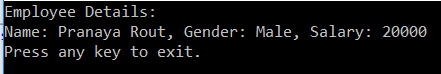 Employee Details:
Name: Pranaya Rout, Gender: Male, Salary: 20000
Press any key to exit.